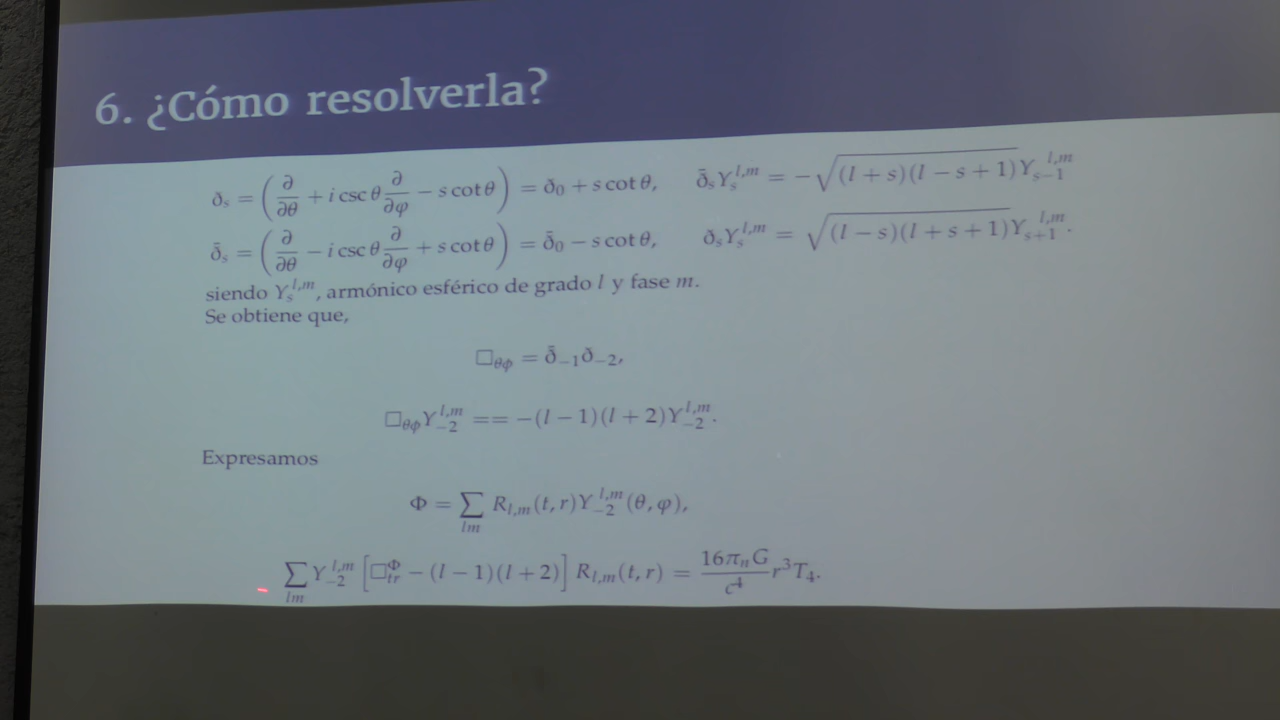 6. ¿Cómo resolverla?
ð_s = (∂/∂θ + i csc θ ∂/∂φ − s cot θ) = ð_0 + s cot θ, ð̄_s Y_s^{l,m} = −√((l + s)(l − s + 1)) Y_{s−1}^{l,m}
ð̄_s = (∂/∂θ − i csc θ ∂/∂φ + s cot θ) = ð̄_0 − s cot θ, ð_s Y_s^{l,m} = √((l − s)(l + s + 1)) Y_{s+1}^{l,m}.
siendo Y_s^{l,m}, armónico esférico de grado l y fase m.
Se obtiene que,
□_{θφ} = ð̄_{−1} ð_{−2},
□_{θφ} Y_{−2}^{l,m} == −(l − 1)(l + 2) Y_{−2}^{l,m}.
Expresamos
Φ = ∑_{lm} R_{l,m}(t, r) Y_{−2}^{l,m}(θ, φ),
∑_{lm} Y_{−2}^{l,m} [□_{tr}^Φ − (l − 1)(l + 2)] R_{l,m}(t, r) = 16π_n G/c^4 r^3 T_4.